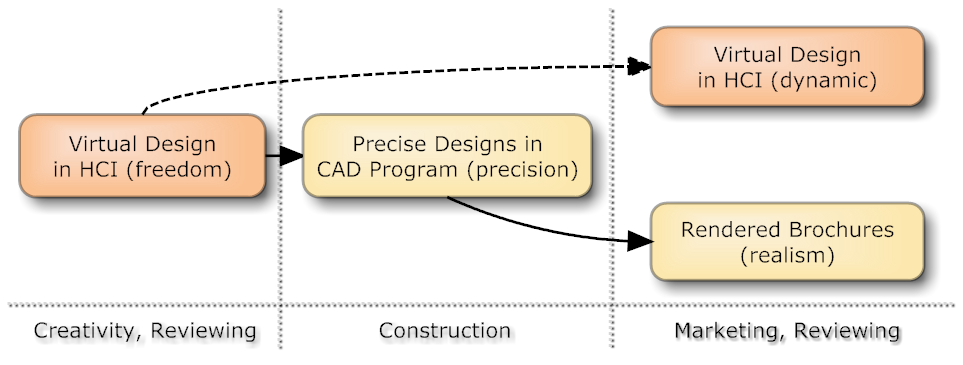 Virtual Design
in HCI (dynamic)
Virtual Design
in HCI (freedom)
Precise Designs in
CAD Program (precision)
Rendered Brochures
(realism)
Creativity, Reviewing
Construction
Marketing, Reviewing